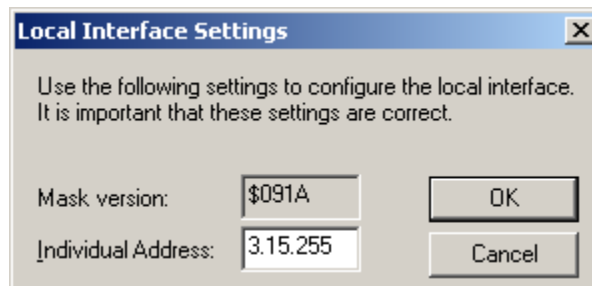 Local Interface Settings
Use the following settings to configure the local interface.
It is important that these settings are correct.
Mask version: $091A OK
Individual Address: 3.15.255 Cancel